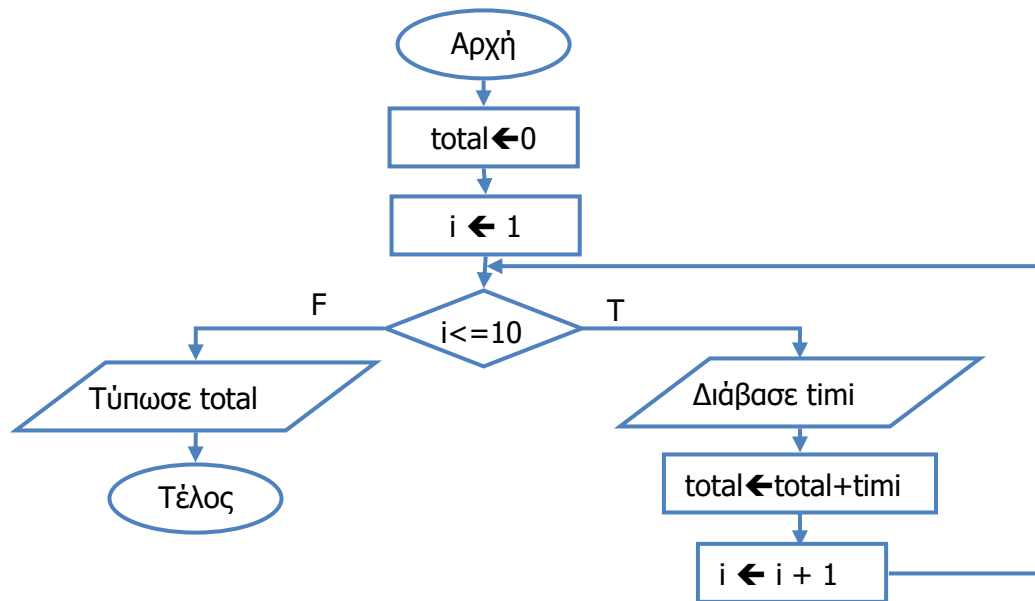 Αρχή
total🡸0
i 🡸 1
i<=10
F
T
Τύπωσε total
Τέλος
Διάβασε timi
total🡸total+timi
i 🡸 i + 1